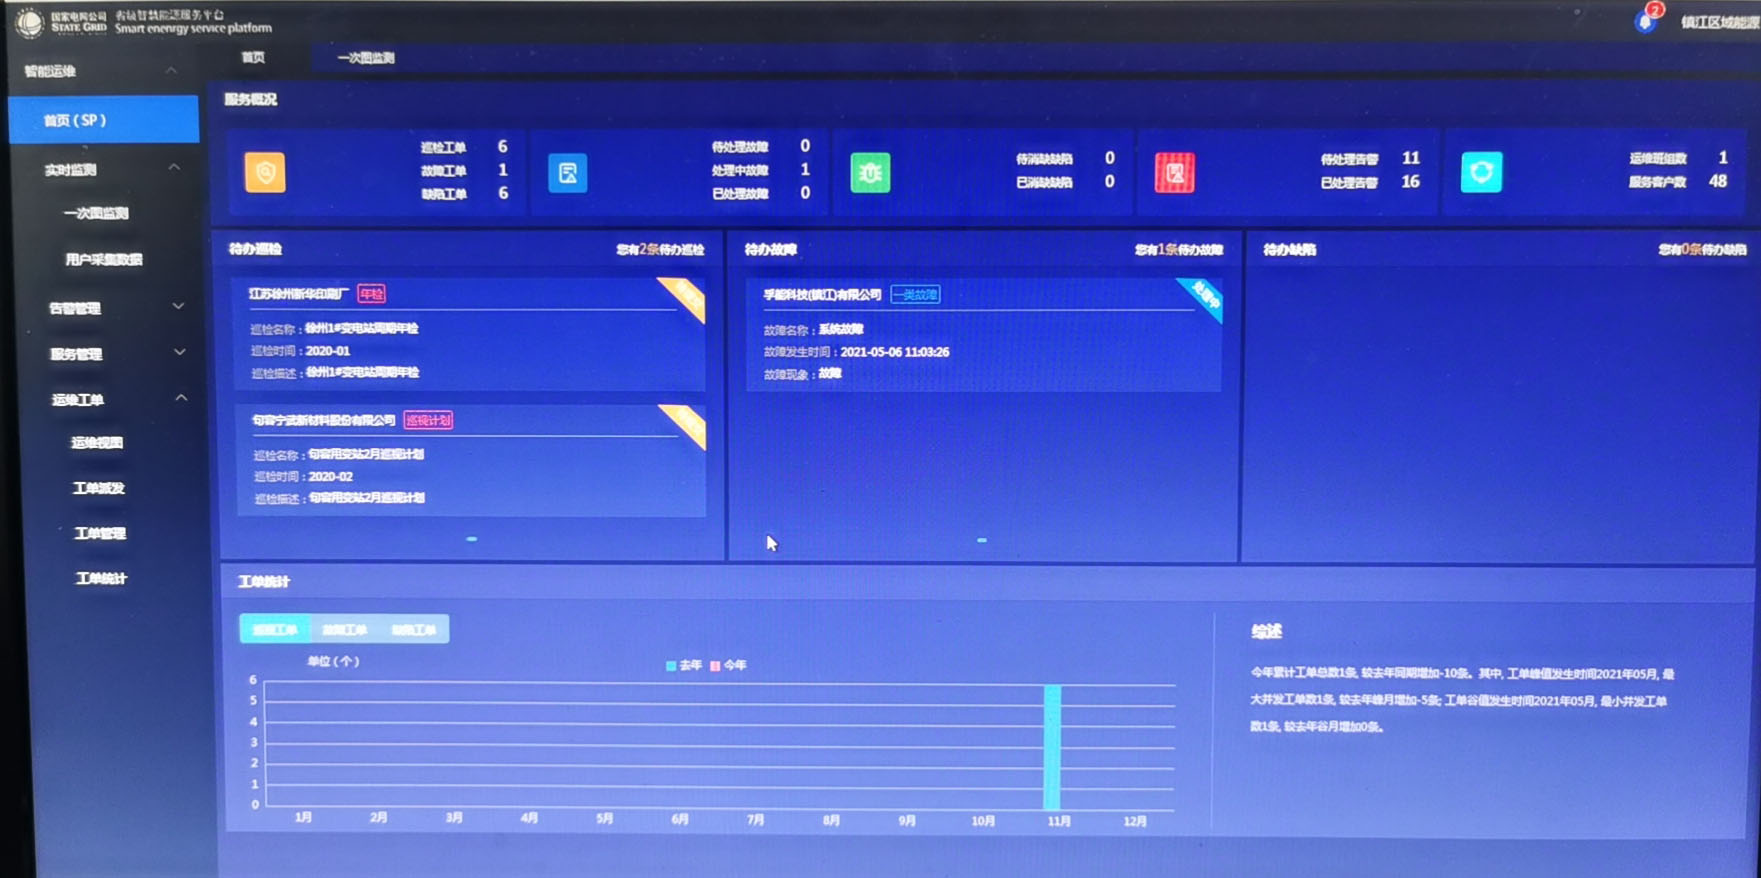 国家电网公司
STATE GRID
省级智慧能源服务平台
Smart enenrgy service platform
2
镇江区域能源
智能运维
首页
一次图监测
首页 ( SP )
实时监测
一次图监测
用户采集数据
告警管理
服务管理
运维工单
运维视图
工单派发
工单管理
工单统计
服务概况
巡检工单 6
故障工单 1
缺陷工单 6
待处理故障 0
处理中故障 1
已处理故障 0
待消缺缺陷 0
已消缺缺陷 0
待处理告警 11
已处理告警 16
运维班组数 1
服务客户数 48
待办巡检
您有2条待办巡检
江苏徐州新华印刷厂 年检
巡检名称：徐州1#变电站周期年检
巡检时间：2020-01
巡检描述：徐州1#变电站周期年检
句容宁武新材料股份有限公司 巡视计划
巡检名称：句容用变站2月巡视计划
巡检时间：2020-02
巡检描述：句容用变站2月巡视计划
待办故障
您有1条待办故障
孚能科技(镇江)有限公司 一类故障
处理中
故障名称：系统故障
故障发生时间：2021-05-06 11:03:26
故障现象：故障
待办缺陷
您有0条待办缺陷
工单统计
巡视工单 故障工单 缺陷工单
单位 ( 个 )
去年 今年
6
5
4
3
2
1
0
1月 2月 3月 4月 5月 6月 7月 8月 9月 10月 11月 12月
综述
今年累计工单总数1条, 较去年同期增加-10条。其中, 工单峰值发生时间2021年05月, 最
大并发工单数1条, 较去年峰月增加-5条; 工单谷值发生时间2021年05月, 最小并发工单
数1条, 较去年谷月增加0条。